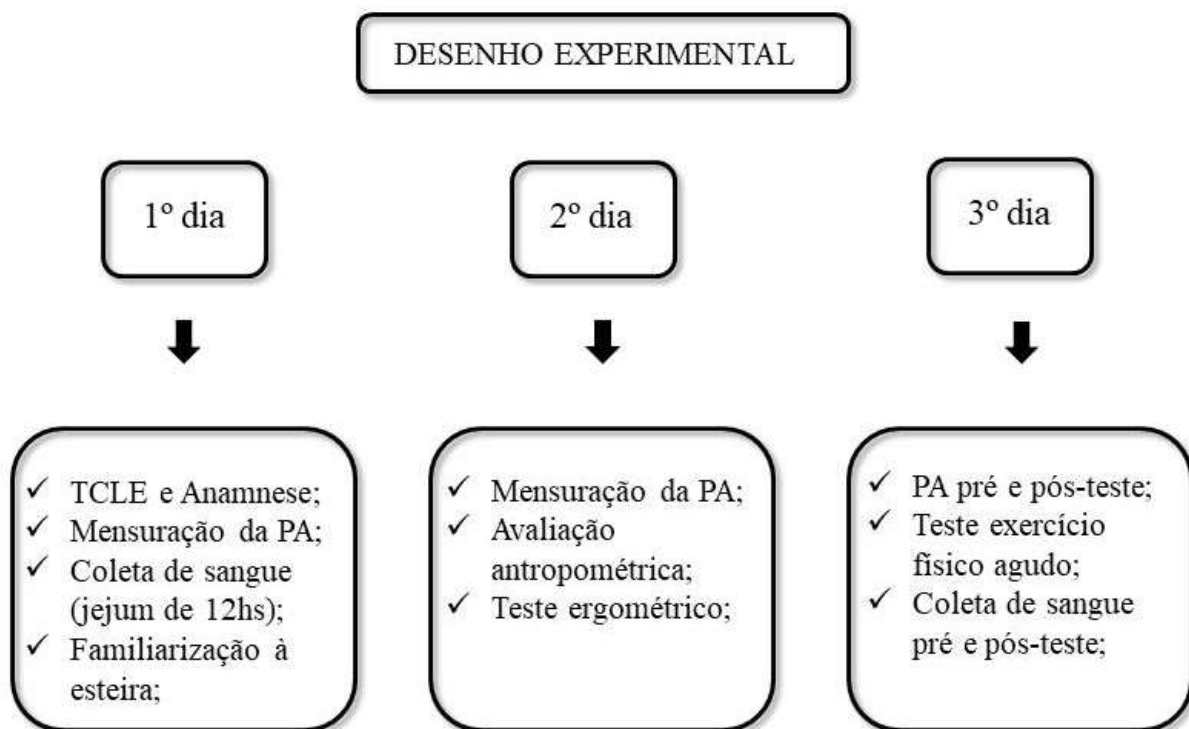 DESENHO EXPERIMENTAL
1º dia
2º dia
3º dia
✓ TCLE e Anamnese;
✓ Mensuração da PA;
✓ Coleta de sangue
(jejum de 12hs);
✓ Familiarização à
esteira;
✓ Mensuração da PA;
✓ Avaliação
antropométrica;
✓ Teste ergométrico;
✓ PA pré e pós-teste;
✓ Teste exercício
físico agudo;
✓ Coleta de sangue
pré e pós-teste;